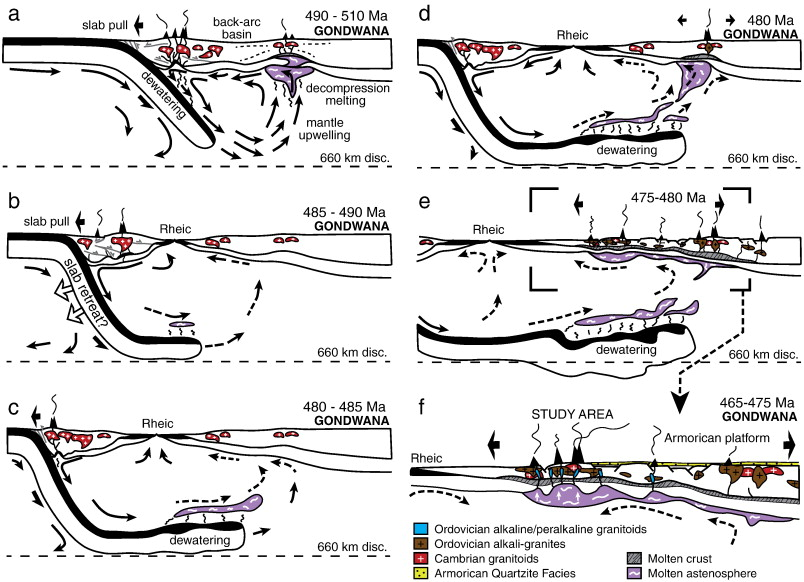 a
slab pull
back-arc
basin
490 - 510 Ma
GONDWANA
dewatering
decompression
melting
mantle
upwelling
660 km disc.
b
slab pull
Rheic
485 - 490 Ma
GONDWANA
slab retreat?
660 km disc.
c
Rheic
480 - 485 Ma
GONDWANA
dewatering
660 km disc.
d
Rheic
480 Ma
GONDWANA
dewatering
660 km disc.
e
Rheic
475-480 Ma
dewatering
660 km disc.
f
465-475 Ma
GONDWANA
STUDY AREA
Armorican platform
Rheic
Ordovician alkaline/peralkaline granitoids
Ordovician alkali-granites
Cambrian granitoids
Armorican Quartzite Facies
Molten crust
Molten astenosphere